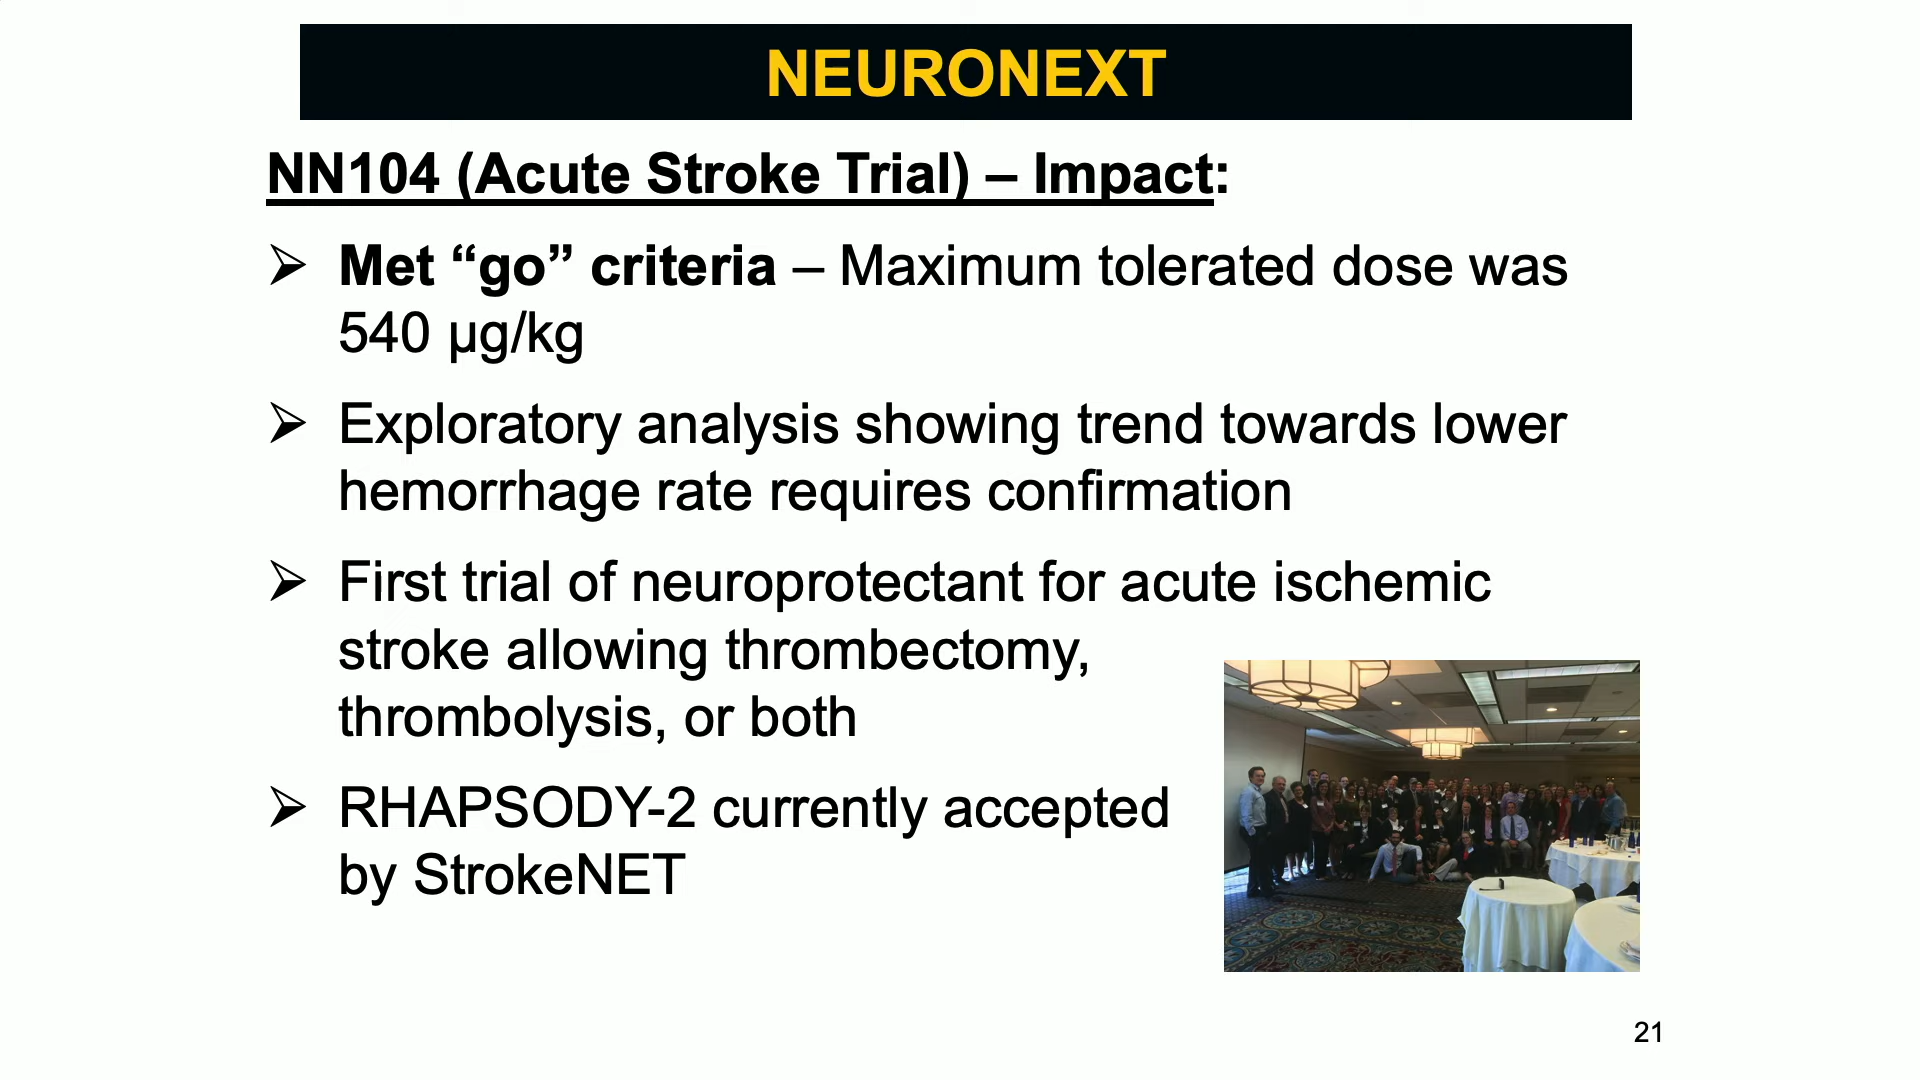 NEURONEXT
NN104 (Acute Stroke Trial) – Impact:
➢ Met “go” criteria – Maximum tolerated dose was
540 µg/kg
➢ Exploratory analysis showing trend towards lower
hemorrhage rate requires confirmation
➢ First trial of neuroprotectant for acute ischemic
stroke allowing thrombectomy,
thrombolysis, or both
➢ RHAPSODY-2 currently accepted
by StrokeNET
21